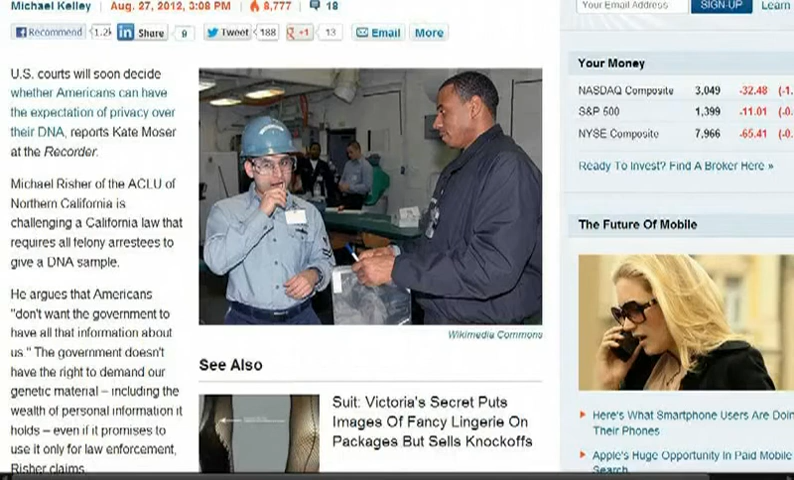 Michael Kelley | Aug. 27, 2012, 3:08 PM | 8,777 | 18
Recommend 1.2k Share 9 Tweet 188 +1 13 Email More
U.S. courts will soon decide
whether Americans can have
the expectation of privacy over
their DNA, reports Kate Moser
at the Recorder.
Michael Risher of the ACLU of
Northern California is
challenging a California law that
requires all felony arrestees to
give a DNA sample.
He argues that Americans
"don't want the government to
have all that information about
us " The government doesn't
have the right to demand our
genetic material – including the
wealth of personal information it
holds – even if it promises to
use it only for law enforcement,
Risher claims.
Wikimedia Commons
See Also
Suit: Victoria's Secret Puts
Images Of Fancy Lingerie On
Packages But Sells Knockoffs
Your Email Address SIGN-UP Learn
Your Money
NASDAQ Composite 3,049 -32.48 (-1.
S&P 500 1,399 -11.01 (-0.
NYSE Composite 7,966 -65.41 (-0.
Ready To Invest? Find A Broker Here »
The Future Of Mobile
Here's What Smartphone Users Are Doin
Their Phones
Apple's Huge Opportunity In Paid Mobile
Search